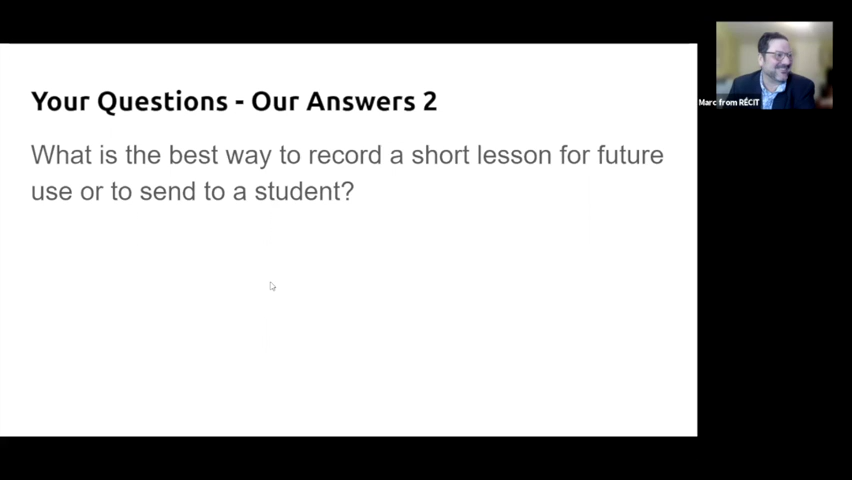 Your Questions - Our Answers 2
What is the best way to record a short lesson for future
use or to send to a student?
Marc from RÉCIT